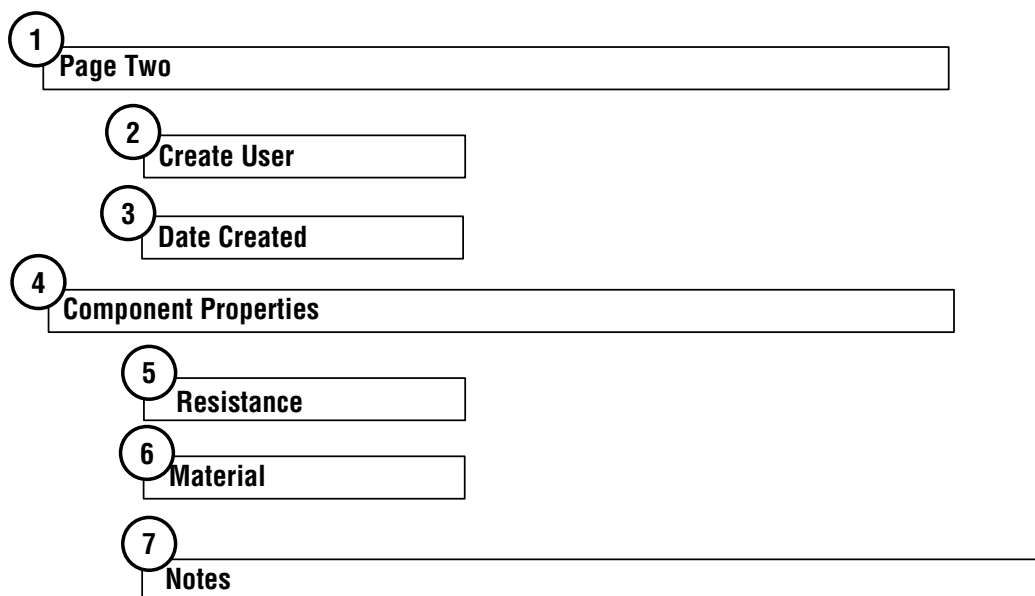 1
Page Two
2
Create User
3
Date Created
4
Component Properties
5
Resistance
6
Material
7
Notes